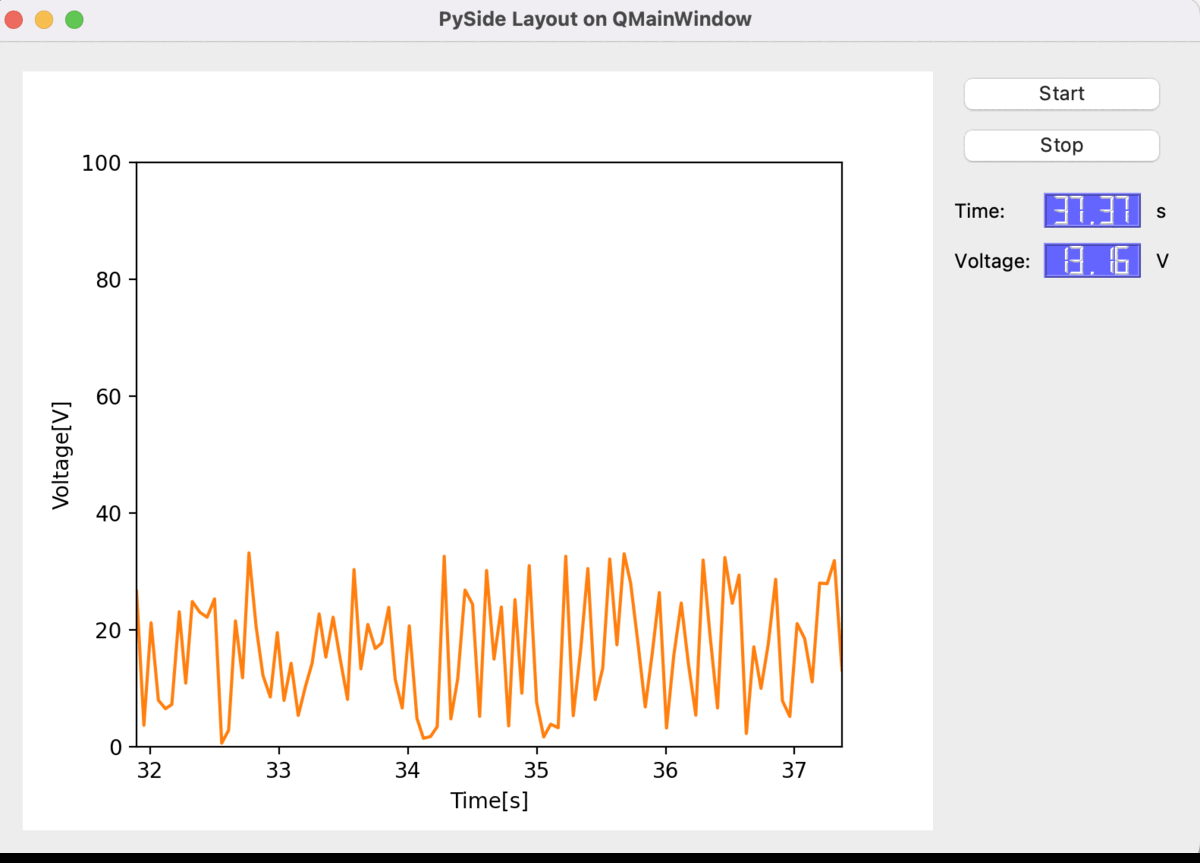 PySide Layout on QMainWindow
Start
Stop
Time: 37.37 s
Voltage: 13.16 V
100
80
60
40
20
0
Voltage[V]
32 33 34 35 36 37
Time[s]